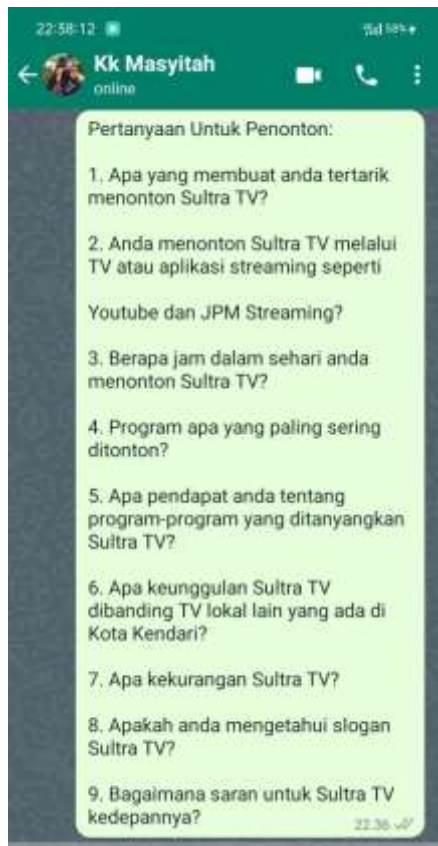 22:58:12
58%
Kk Masyitah
online
Pertanyaan Untuk Penonton:
1. Apa yang membuat anda tertarik
menonton Sultra TV?
2. Anda menonton Sultra TV melalui
TV atau aplikasi streaming seperti
Youtube dan JPM Streaming?
3. Berapa jam dalam sehari anda
menonton Sultra TV?
4. Program apa yang paling sering
ditonton?
5. Apa pendapat anda tentang
program-program yang ditanyangkan
Sultra TV?
6. Apa keunggulan Sultra TV
dibanding TV lokal lain yang ada di
Kota Kendari?
7. Apa kekurangan Sultra TV?
8. Apakah anda mengetahui slogan
Sultra TV?
9. Bagaimana saran untuk Sultra TV
kedepannya?
22.36